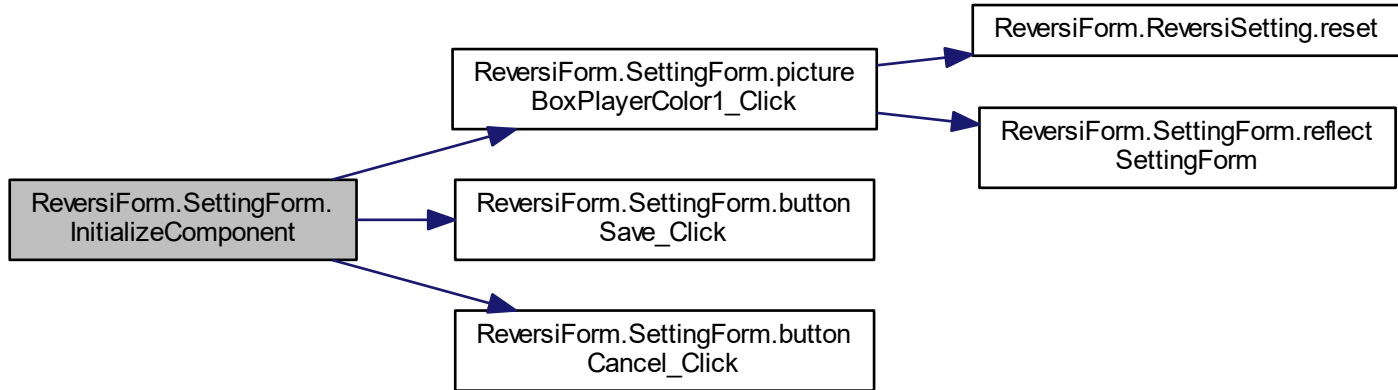 ReversiForm.SettingForm.
InitializeComponent
ReversiForm.SettingForm.picture
BoxPlayerColor1_Click
ReversiForm.ReversiSetting.reset
ReversiForm.SettingForm.reflect
SettingForm
ReversiForm.SettingForm.button
Save_Click
ReversiForm.SettingForm.button
Cancel_Click